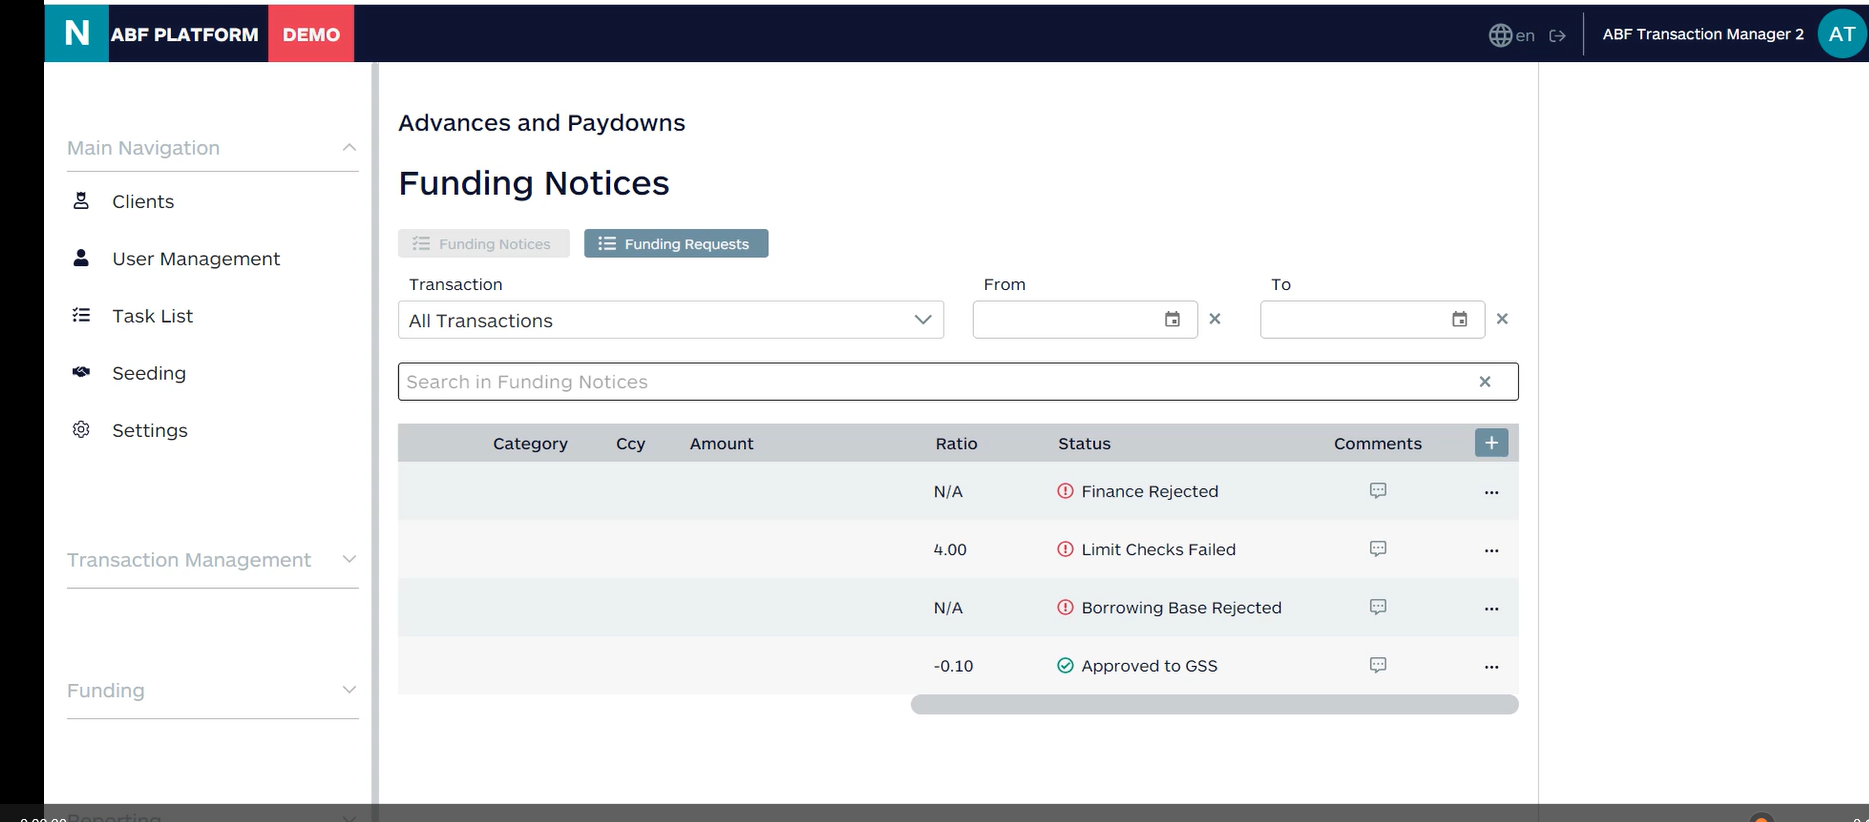 N ABF PLATFORM DEMO en ABF Transaction Manager 2 AT
Main Navigation
Clients
User Management
Task List
Seeding
Settings
Transaction Management
Funding
Reporting
Advances and Paydowns
Funding Notices
Funding Notices Funding Requests
Transaction From To
All Transactions
Search in Funding Notices
Category Ccy Amount Ratio Status Comments +
N/A Finance Rejected ...
4.00 Limit Checks Failed ...
N/A Borrowing Base Rejected ...
-0.10 Approved to GSS ...